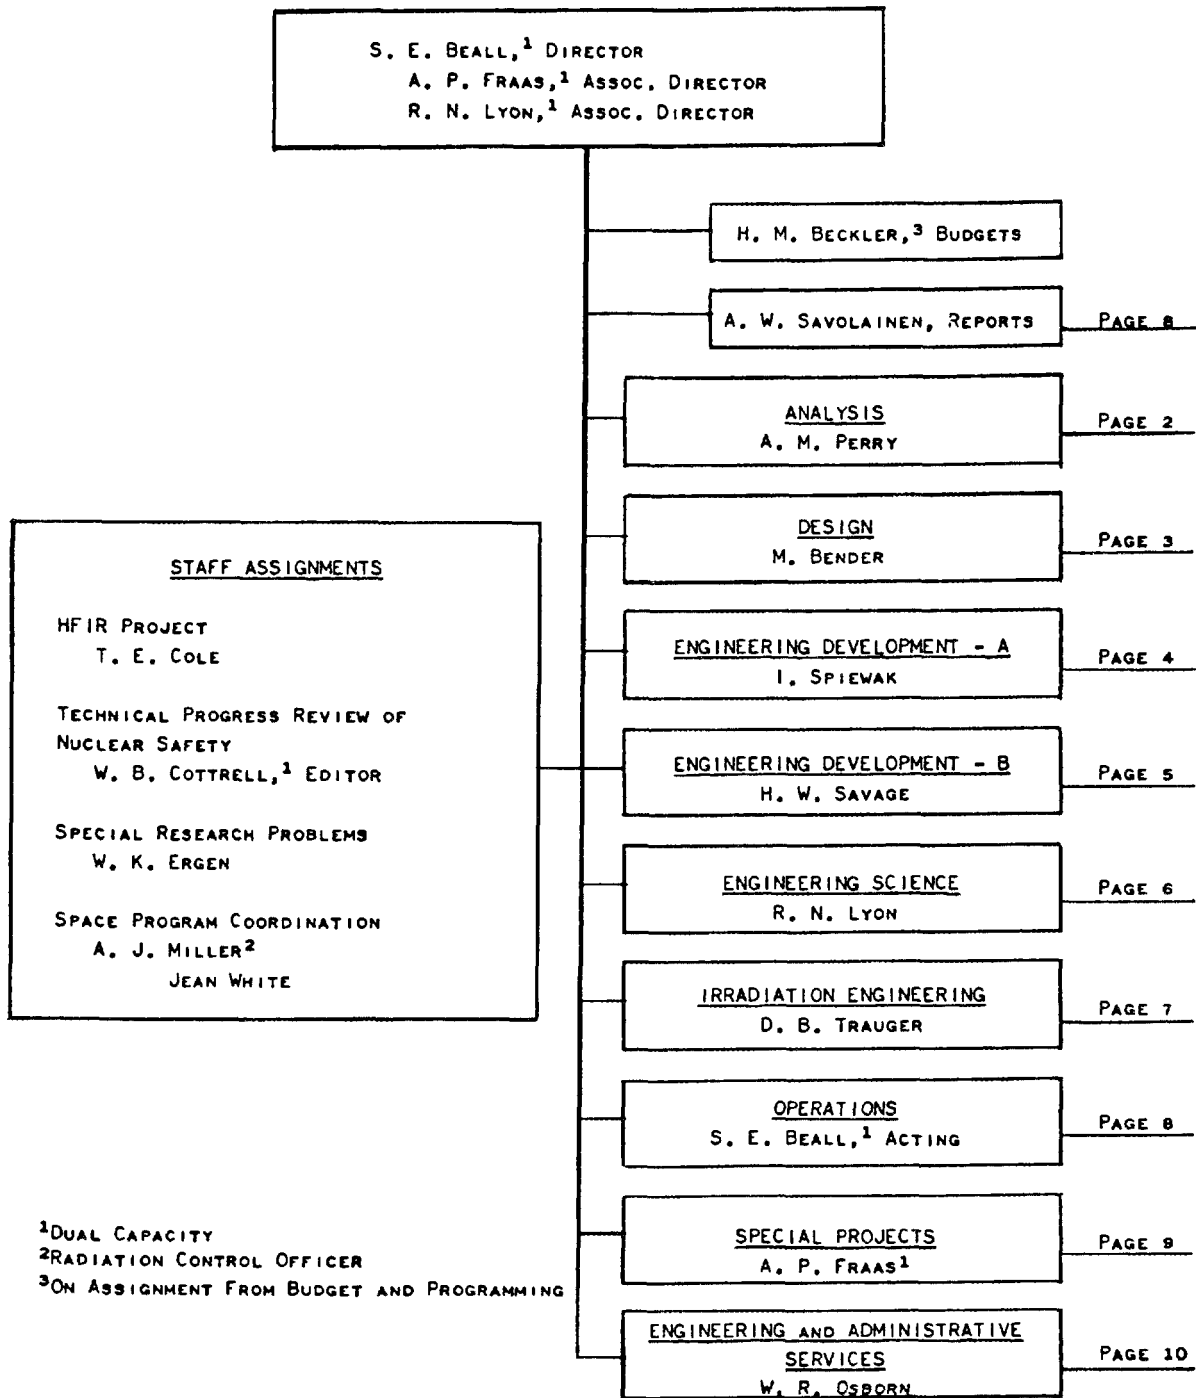 S. E. BEALL,¹ DIRECTOR
A. P. FRAAS,¹ ASSOC. DIRECTOR
R. N. LYON,¹ ASSOC. DIRECTOR
H. M. BECKLER,³ BUDGETS
A. W. SAVOLAINEN, REPORTS
PAGE 8
ANALYSIS
A. M. PERRY
PAGE 2
DESIGN
M. BENDER
PAGE 3
ENGINEERING DEVELOPMENT - A
I. SPIEWAK
PAGE 4
ENGINEERING DEVELOPMENT - B
H. W. SAVAGE
PAGE 5
ENGINEERING SCIENCE
R. N. LYON
PAGE 6
IRRADIATION ENGINEERING
D. B. TRAUGER
PAGE 7
OPERATIONS
S. E. BEALL,¹ ACTING
PAGE 8
SPECIAL PROJECTS
A. P. FRAAS¹
PAGE 9
ENGINEERING AND ADMINISTRATIVE
SERVICES
W. R. OSBORN
PAGE 10
STAFF ASSIGNMENTS
HFIR PROJECT
T. E. COLE
TECHNICAL PROGRESS REVIEW OF
NUCLEAR SAFETY
W. B. COTTRELL,¹ EDITOR
SPECIAL RESEARCH PROBLEMS
W. K. ERGEN
SPACE PROGRAM COORDINATION
A. J. MILLER²
JEAN WHITE
¹DUAL CAPACITY
²RADIATION CONTROL OFFICER
³ON ASSIGNMENT FROM BUDGET AND PROGRAMMING